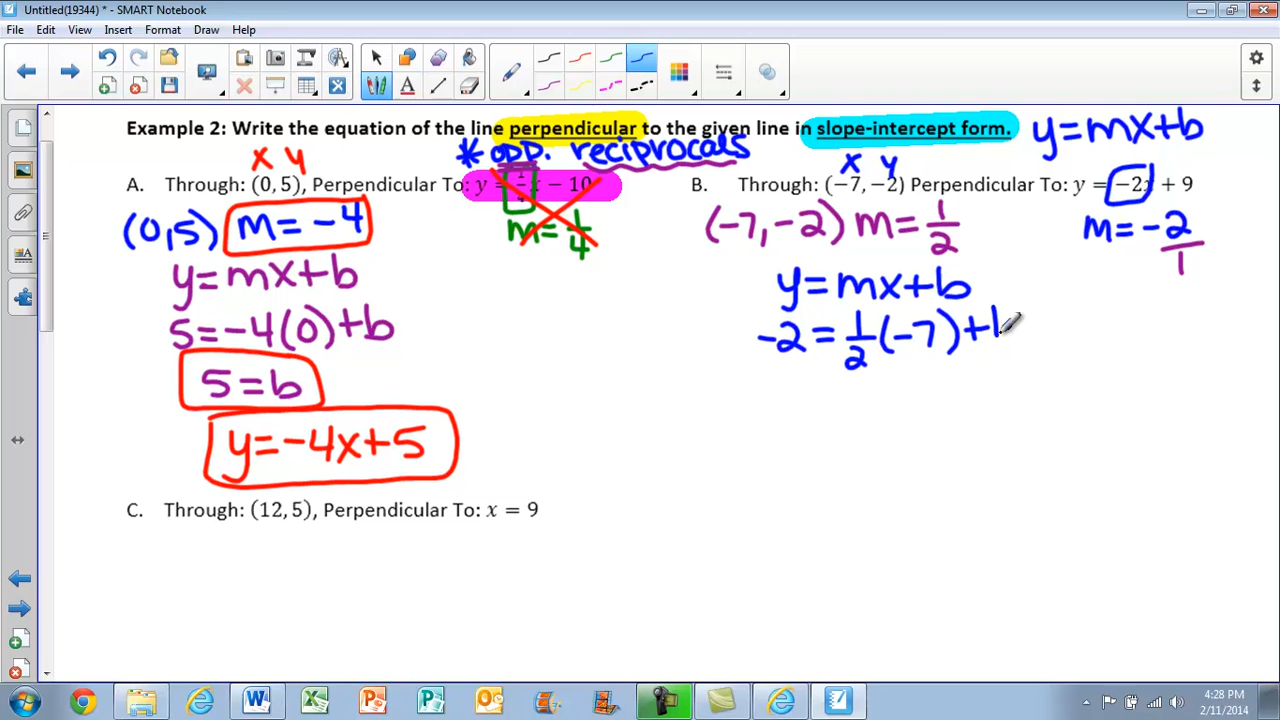 Untitled(19344) * - SMART Notebook
File Edit View Insert Format Tools Draw Help
Example 2: Write the equation of the line perpendicular to the given line in slope-intercept form. y=mx+b
* opp. reciprocals
x y
x y
A. Through: (0, 5), Perpendicular To: y = 1/4 x − 10
B. Through: (−7, −2) Perpendicular To: y = −2x + 9
(0,5) m = -4
m = 1/4
(-7,-2) m = 1/2
m = -2/1
y=mx+b
y=mx+b
5=-4(0)+b
-2 = 1/2(-7)+b
5=b
y=-4x+5
C. Through: (12, 5), Perpendicular To: x = 9
4:28 PM
2/11/2014